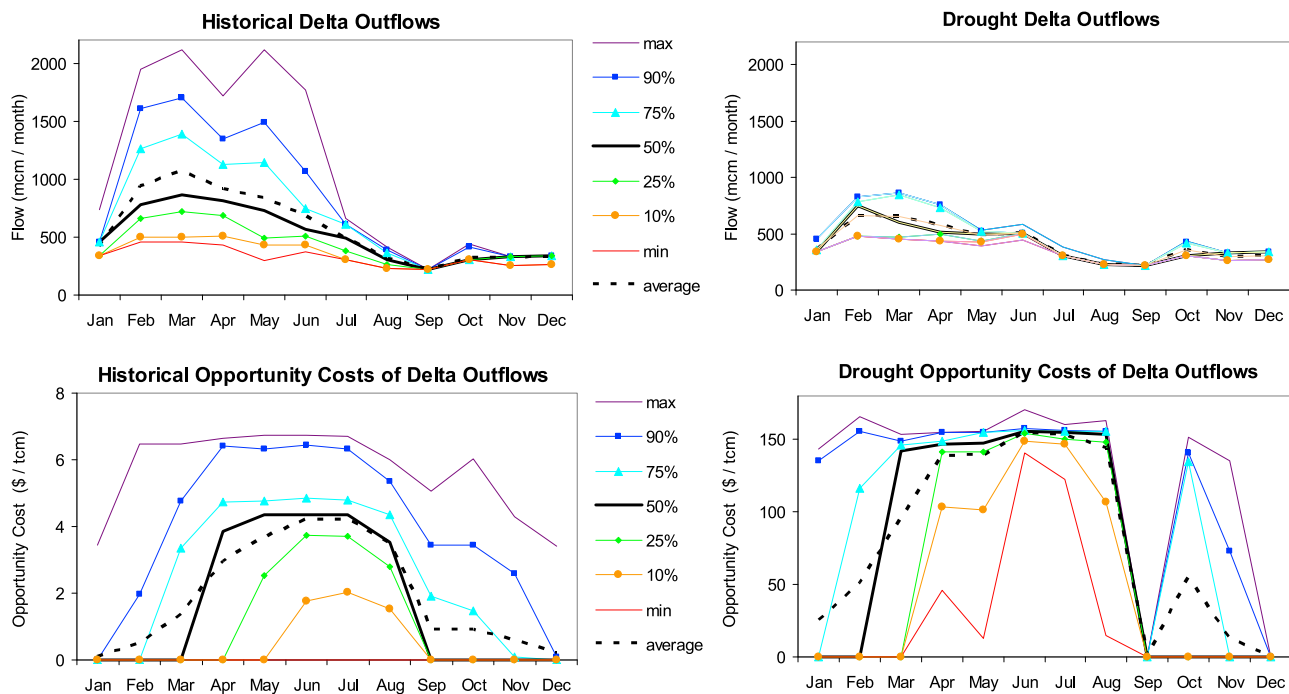 Historical Delta Outflows
Flow (mcm / month)
2000
1500
1000
500
0
Jan Feb Mar Apr May Jun Jul Aug Sep Oct Nov Dec
max
90%
75%
50%
25%
10%
min
average
Drought Delta Outflows
Flow (mcm / month)
2000
1500
1000
500
0
Jan Feb Mar Apr May Jun Jul Aug Sep Oct Nov Dec
Historical Opportunity Costs of Delta Outflows
Opportunity Cost ($ / tcm)
8
6
4
2
0
Jan Feb Mar Apr May Jun Jul Aug Sep Oct Nov Dec
max
90%
75%
50%
25%
10%
min
average
Drought Opportunity Costs of Delta Outflows
Opportunity Cost ($ / tcm)
150
100
50
0
Jan Feb Mar Apr May Jun Jul Aug Sep Oct Nov Dec